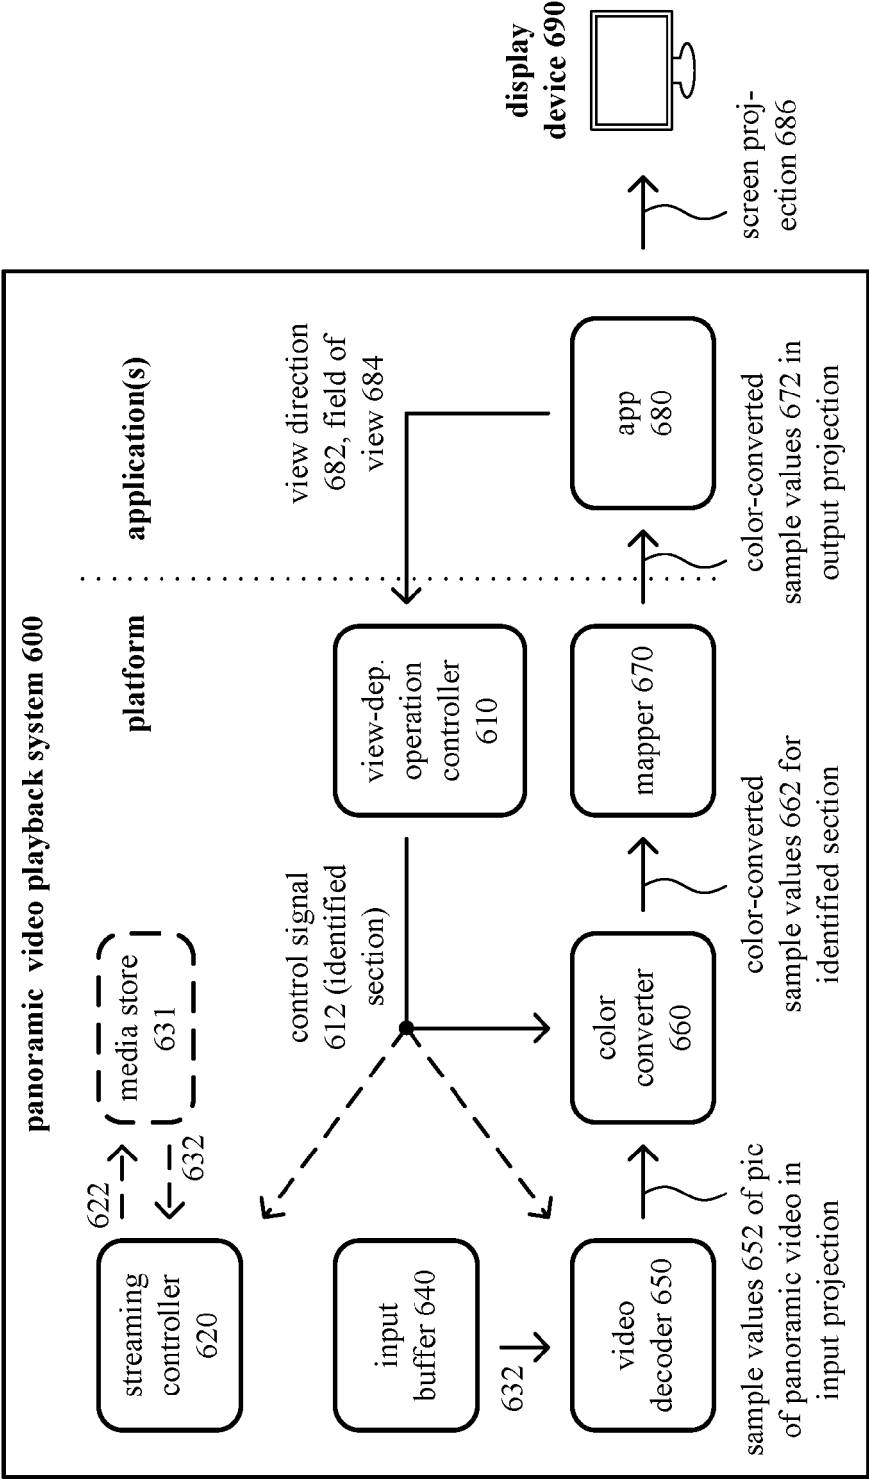 panoramic video playback system 600
platform
application(s)
streaming
controller
620
622
632
media store
631
control signal
612 (identified
section)
view direction
682, field of
view 684
input
buffer 640
632
view-dep.
operation
controller
610
video
decoder 650
color
converter
660
mapper 670
app
680
display
device 690
sample values 652 of pic
of panoramic video in
input projection
color-converted
sample values 662 for
identified section
color-converted
sample values 672 in
output projection
screen proj-
ection 686